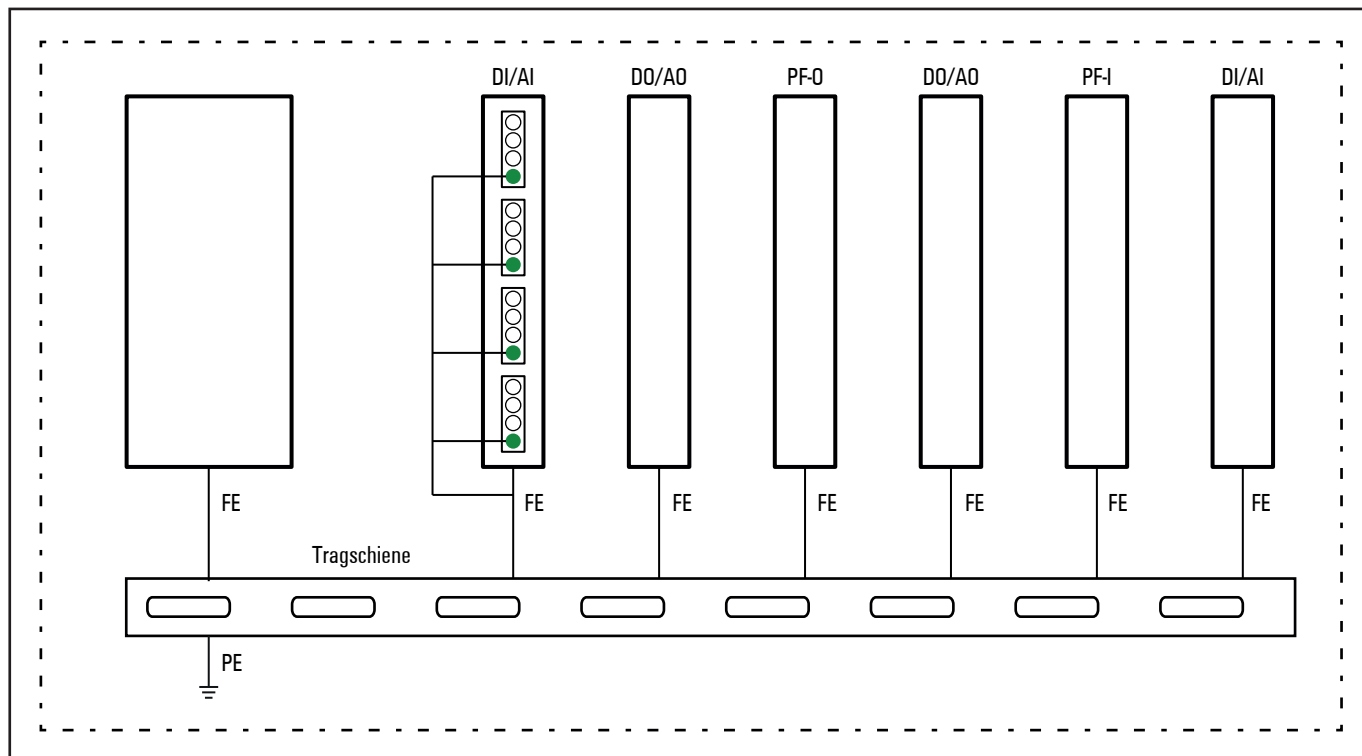 DI/AI DO/AO PF-O DO/AO PF-I DI/AI
FE FE FE FE FE FE FE
Tragschiene
PE